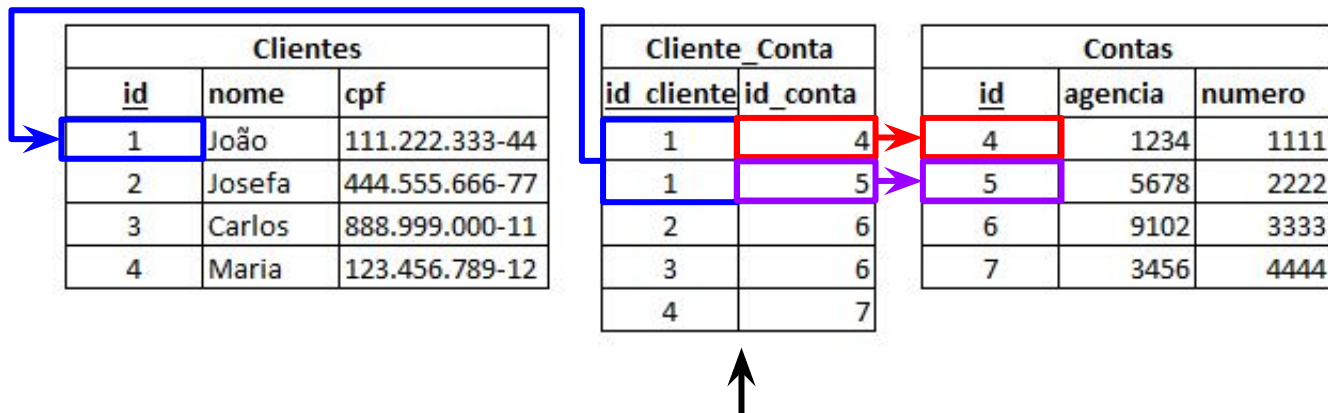 Clientes
id nome cpf
1 João 111.222.333-44
2 Josefa 444.555.666-77
3 Carlos 888.999.000-11
4 Maria 123.456.789-12
Cliente_Conta
id_cliente id_conta
1 4
1 5
2 6
3 6
4 7
Contas
id agencia numero
4 1234 1111
5 5678 2222
6 9102 3333
7 3456 4444